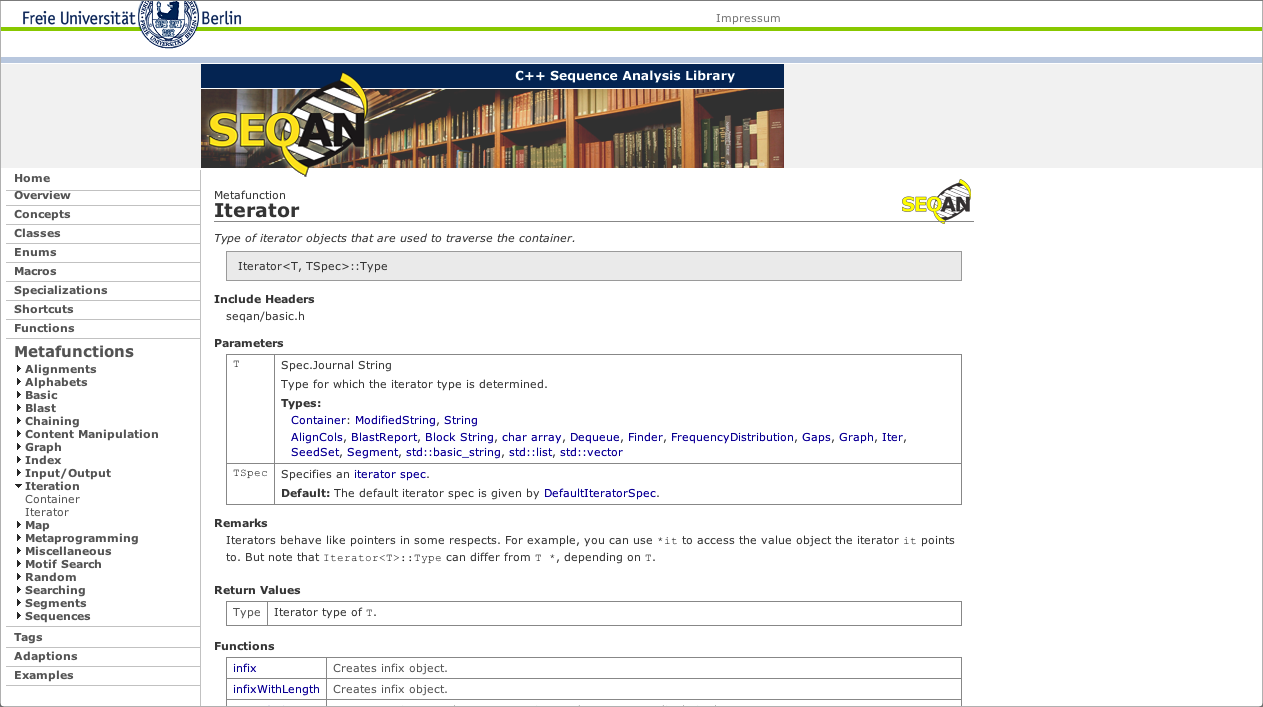 Freie Universität Berlin
Impressum
C++ Sequence Analysis Library
SEQAN
Home
Overview
Concepts
Classes
Enums
Macros
Specializations
Shortcuts
Functions
Metafunctions
Alignments
Alphabets
Basic
Blast
Chaining
Content Manipulation
Graph
Index
Input/Output
Iteration
Container
Iterator
Map
Metaprogramming
Miscellaneous
Motif Search
Random
Searching
Segments
Sequences
Tags
Adaptions
Examples
Metafunction
Iterator
SEQAN
Type of iterator objects that are used to traverse the container.
Iterator<T, TSpec>::Type
Include Headers
seqan/basic.h
Parameters
T
Spec.Journal String
Type for which the iterator type is determined.
Types:
Container: ModifiedString, String
AlignCols, BlastReport, Block String, char array, Dequeue, Finder, FrequencyDistribution, Gaps, Graph, Iter,
SeedSet, Segment, std::basic_string, std::list, std::vector
TSpec
Specifies an iterator spec.
Default: The default iterator spec is given by DefaultIteratorSpec.
Remarks
Iterators behave like pointers in some respects. For example, you can use *it to access the value object the iterator it points
to. But note that Iterator<T>::Type can differ from T *, depending on T.
Return Values
Type Iterator type of T.
Functions
infix Creates infix object.
infixWithLength Creates infix object.